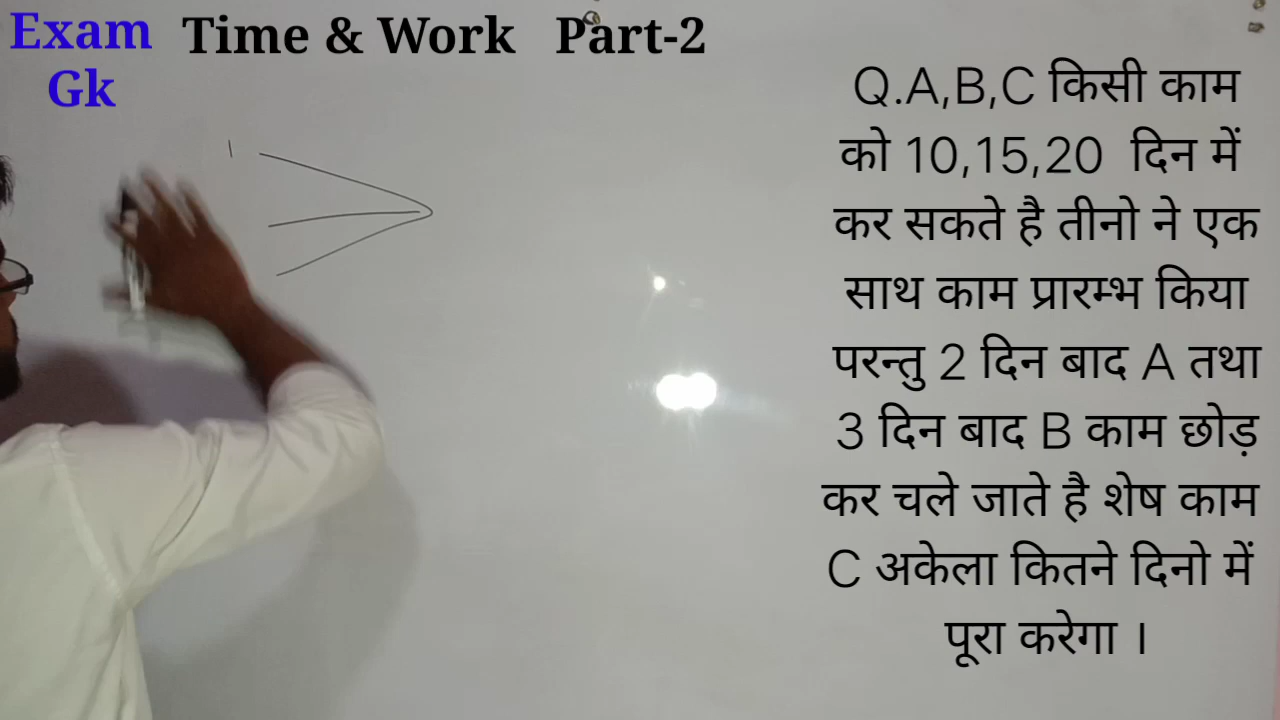 Exam Gk
Time & Work Part-2
Q.A,B,C किसी काम
को 10,15,20 दिन में
कर सकते है तीनो ने एक
साथ काम प्रारम्भ किया
परन्तु 2 दिन बाद A तथा
3 दिन बाद B काम छोड़
कर चले जाते है शेष काम
C अकेला कितने दिनो में
पूरा करेगा ।